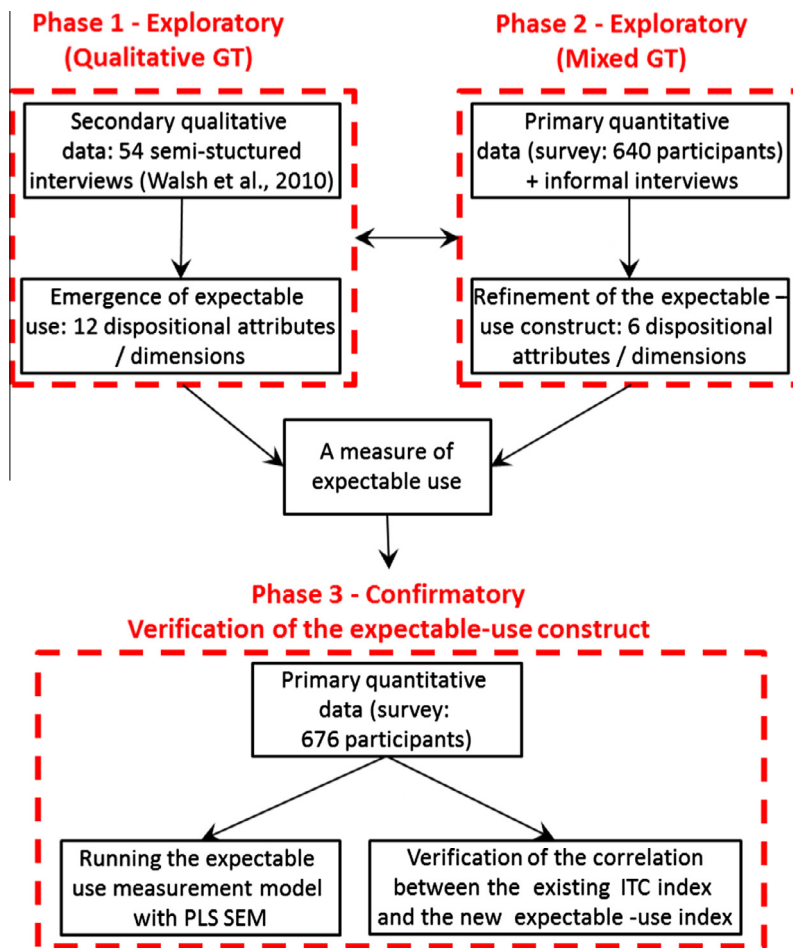 Phase 1 - Exploratory
(Qualitative GT)
Secondary qualitative
data: 54 semi-stuctured
interviews (Walsh et al., 2010)
Emergence of expectable
use: 12 dispositional attributes
/ dimensions
Phase 2 - Exploratory
(Mixed GT)
Primary quantitative
data (survey: 640 participants)
+ informal interviews
Refinement of the expectable –
use construct: 6 dispositional
attributes / dimensions
A measure of
expectable use
Phase 3 - Confirmatory
Verification of the expectable-use construct
Primary quantitative
data (survey:
676 participants)
Running the expectable
use measurement model
with PLS SEM
Verification of the correlation
between the existing ITC index
and the new expectable -use index